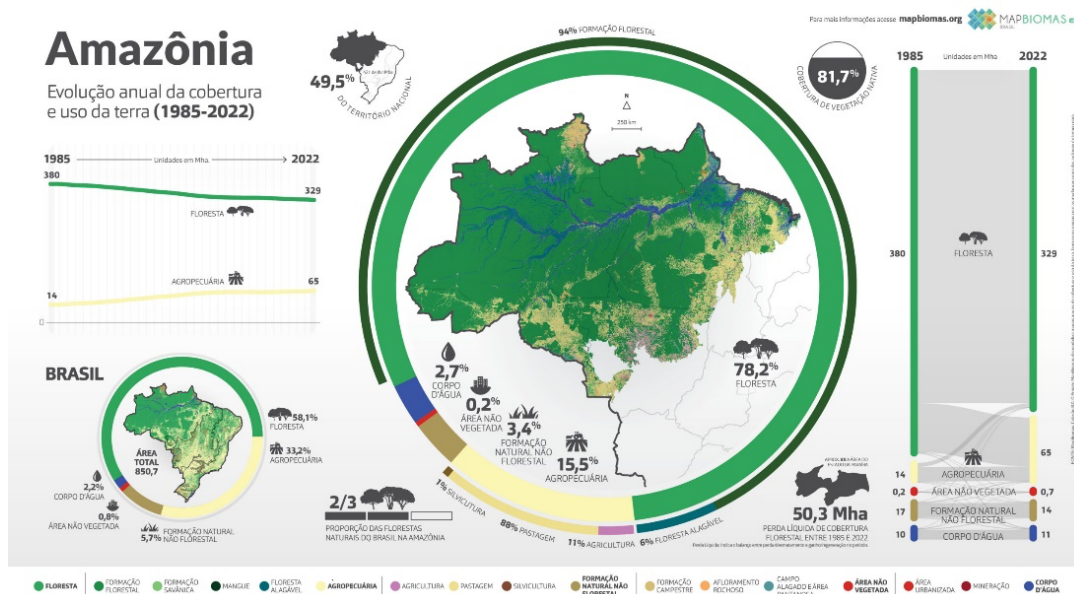 Amazônia
Evolução anual da cobertura
e uso da terra (1985-2022)
1985
Unidades em Mha.
2022
380
329
FLORESTA
AGROPECUÁRIA
14
65
0
49,5%
DO TERRITÓRIO NACIONAL
94% FORMAÇÃO FLORESTAL
N
250 km
Para mais informações acesse mapbiomas.org
MAPBIOMAS
BRASIL
81,7%
COBERTURA DE VEGETAÇÃO NATIVA
78,2%
FLORESTA
2,7%
CORPO
D'ÁGUA
0,2%
ÁREA NÃO
VEGETADA
3,4%
FORMAÇÃO
NATURAL NÃO
FLORESTAL
15,5%
AGROPECUÁRIA
1% SILVICULTURA
88% PASTAGEM
11% AGRICULTURA
6% FLORESTA ALAGÁVEL
BRASIL
ÁREA
TOTAL
850,7
58,1%
FLORESTA
33,2%
AGROPECUÁRIA
2,2%
CORPO D'ÁGUA
0,8%
ÁREA NÃO VEGETADA
5,7%
FORMAÇÃO NATURAL
NÃO FLORESTAL
2/3
PROPORÇÃO DAS FLORESTAS
NATURAIS DO BRASIL NA AMAZÔNIA
50,3 Mha
PERDA LÍQUIDA DE COBERTURA
FLORESTAL ENTRE 1985 E 2022
1985
Unidades em Mha
2022
380
FLORESTA
329
14
AGROPECUÁRIA
65
0,2
ÁREA NÃO VEGETADA
0,7
17
FORMAÇÃO NATURAL
NÃO FLORESTAL
14
10
CORPO D'ÁGUA
11
FLORESTA
FORMAÇÃO
FLORESTAL
FORMAÇÃO
SAVÂNICA
MANGUE
FLORESTA
ALAGÁVEL
AGROPECUÁRIA
AGRICULTURA
PASTAGEM
SILVICULTURA
FORMAÇÃO
NATURAL NÃO
FLORESTAL
FORMAÇÃO
CAMPESTRE
AFLORAMENTO
ROCHOSO
CAMPO
ALAGADO E ÁREA
ÁREA NÃO
VEGETADA
ÁREA
URBANIZADA
MINERAÇÃO
CORPO
D'ÁGUA